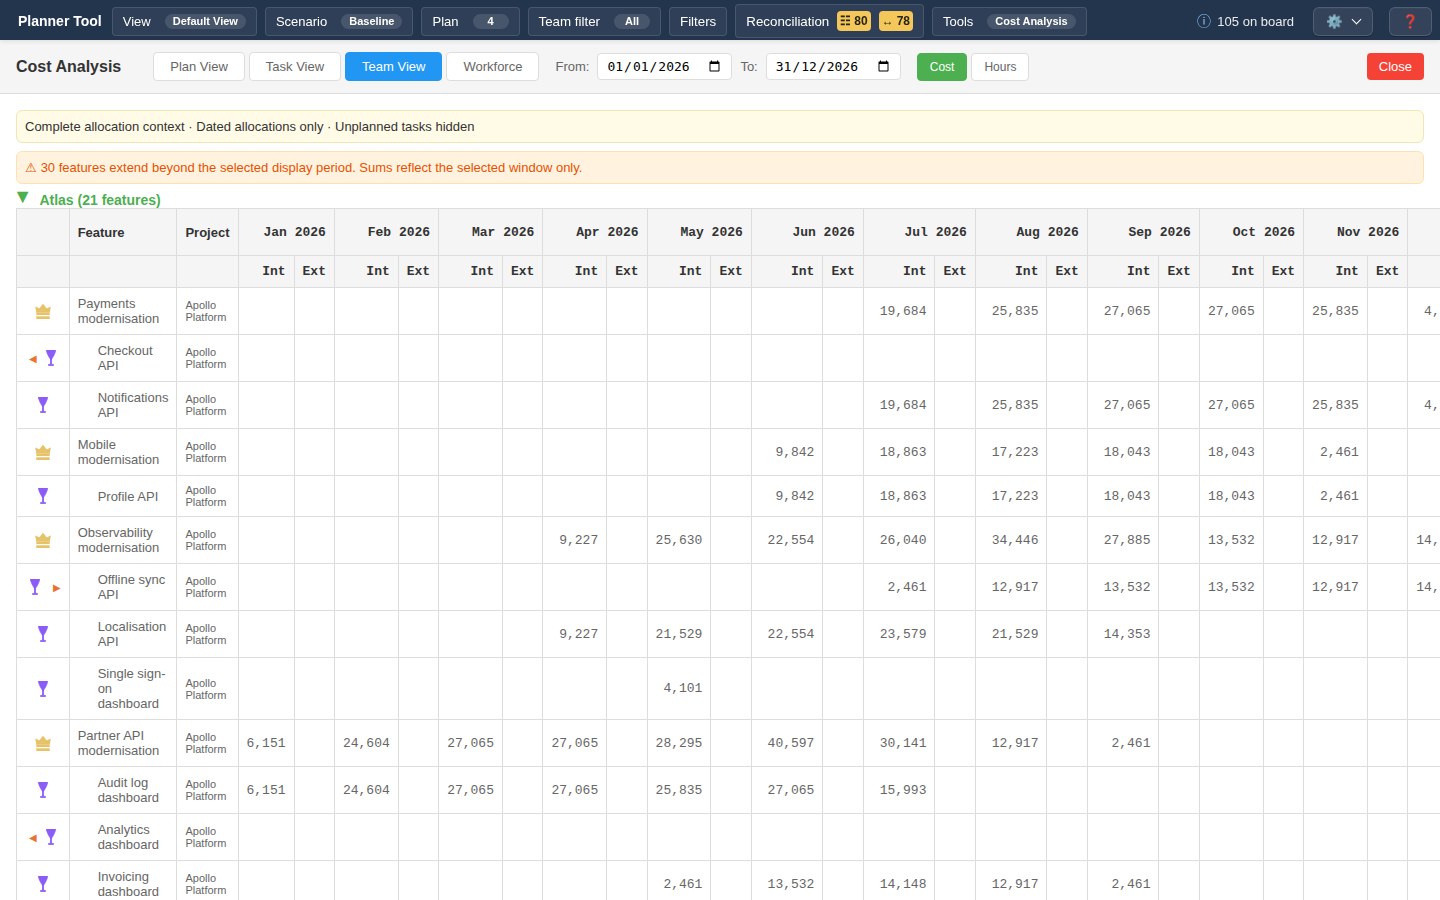 Planner Tool View Default View Scenario Baseline Plan 4 Team filter All Filters Reconciliation 80 ↔ 78 Tools Cost Analysis ⓘ 105 on board ⚙️ ❓
Cost Analysis Plan View Task View Team View Workforce From: 01/01/2026 To: 31/12/2026 Cost Hours Close
Complete allocation context · Dated allocations only · Unplanned tasks hidden
⚠ 30 features extend beyond the selected display period. Sums reflect the selected window only.
▼ Atlas (21 features)
Feature Project Jan 2026 Feb 2026 Mar 2026 Apr 2026 May 2026 Jun 2026 Jul 2026 Aug 2026 Sep 2026 Oct 2026 Nov 2026
Int Ext Int Ext Int Ext Int Ext Int Ext Int Ext Int Ext Int Ext Int Ext Int Ext Int Ext
Payments modernisation Apollo Platform 19,684 25,835 27,065 27,065 25,835 4,
◀ Checkout API Apollo Platform
Notifications API Apollo Platform 19,684 25,835 27,065 27,065 25,835 4,
Mobile modernisation Apollo Platform 9,842 18,863 17,223 18,043 18,043 2,461
Profile API Apollo Platform 9,842 18,863 17,223 18,043 18,043 2,461
Observability modernisation Apollo Platform 9,227 25,630 22,554 26,040 34,446 27,885 13,532 12,917 14,
▶ Offline sync API Apollo Platform 2,461 12,917 13,532 13,532 12,917 14,
Localisation API Apollo Platform 9,227 21,529 22,554 23,579 21,529 14,353
Single sign-on dashboard Apollo Platform 4,101
Partner API modernisation Apollo Platform 6,151 24,604 27,065 27,065 28,295 40,597 30,141 12,917 2,461
Audit log dashboard Apollo Platform 6,151 24,604 27,065 27,065 25,835 27,065 15,993
◀ Analytics dashboard Apollo Platform
Invoicing dashboard Apollo Platform 2,461 13,532 14,148 12,917 2,461